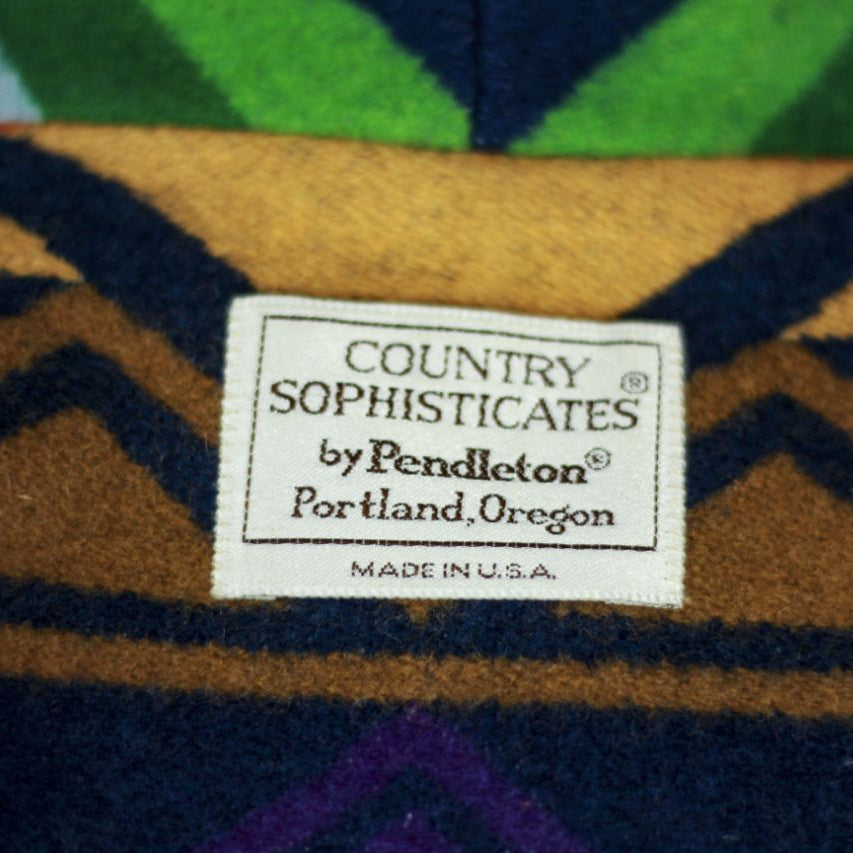 COUNTRY
SOPHISTICATES®
by Pendleton®
Portland, Oregon
MADE IN U.S.A.